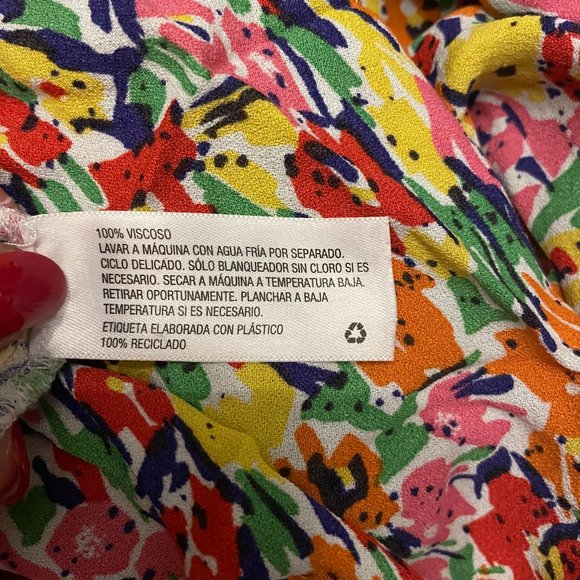 100% VISCOSO
LAVAR A MÁQUINA CON AGUA FRÍA POR SEPARADO.
CICLO DELICADO. SÓLO BLANQUEADOR SIN CLORO SI ES
NECESARIO. SECAR A MÁQUINA A TEMPERATURA BAJA.
RETIRAR OPORTUNAMENTE. PLANCHAR A BAJA
TEMPERATURA SI ES NECESARIO.
ETIQUETA ELABORADA CON PLÁSTICO
100% RECICLADO